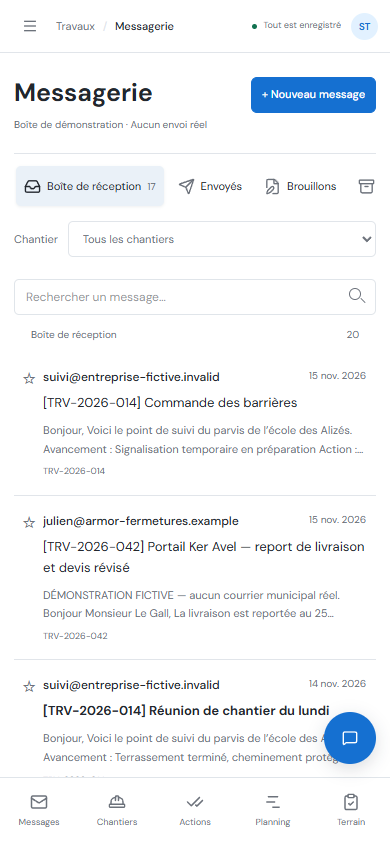 Travaux / Messagerie
Tout est enregistré
ST
Messagerie
+ Nouveau message
Boîte de démonstration · Aucun envoi réel
Boîte de réception 17
Envoyés
Brouillons
Chantier
Tous les chantiers
Rechercher un message...
Boîte de réception
20
suivi@entreprise-fictive.invalid
15 nov. 2026
[TRV-2026-014] Commande des barrières
Bonjour, Voici le point de suivi du parvis de l’école des Alizés.
Avancement : Signalisation temporaire en préparation Action :...
TRV-2026-014
julien@armor-fermetures.example
15 nov. 2026
[TRV-2026-042] Portail Ker Avel — report de livraison
et devis révisé
DÉMONSTRATION FICTIVE — aucun courrier municipal réel.
Bonjour Monsieur Le Gall, La livraison est reportée au 25...
TRV-2026-042
suivi@entreprise-fictive.invalid
14 nov. 2026
[TRV-2026-014] Réunion de chantier du lundi
Bonjour, Voici le point de suivi du parvis de l’école des
Avancement : Terrassement terminé, cheminement
Messages
Chantiers
Actions
Planning
Terrain